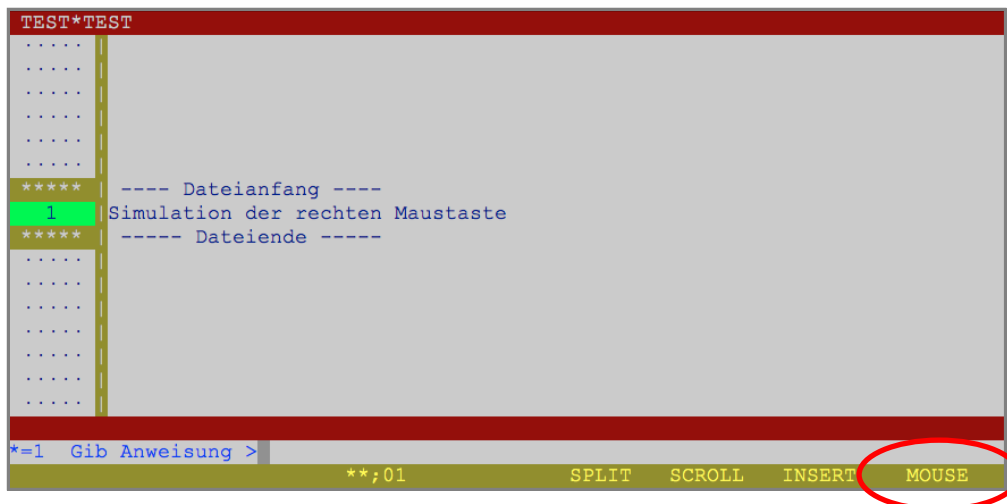 TEST*TEST
·····|
·····|
·····|
·····|
·····|
·····|
*****| ---- Dateianfang ----
1 |Simulation der rechten Maustaste
*****| ----- Dateiende -----
·····|
·····|
·····|
·····|
·····|
·····|
·····|
*=1 Gib Anweisung >
**;01 SPLIT SCROLL INSERT MOUSE